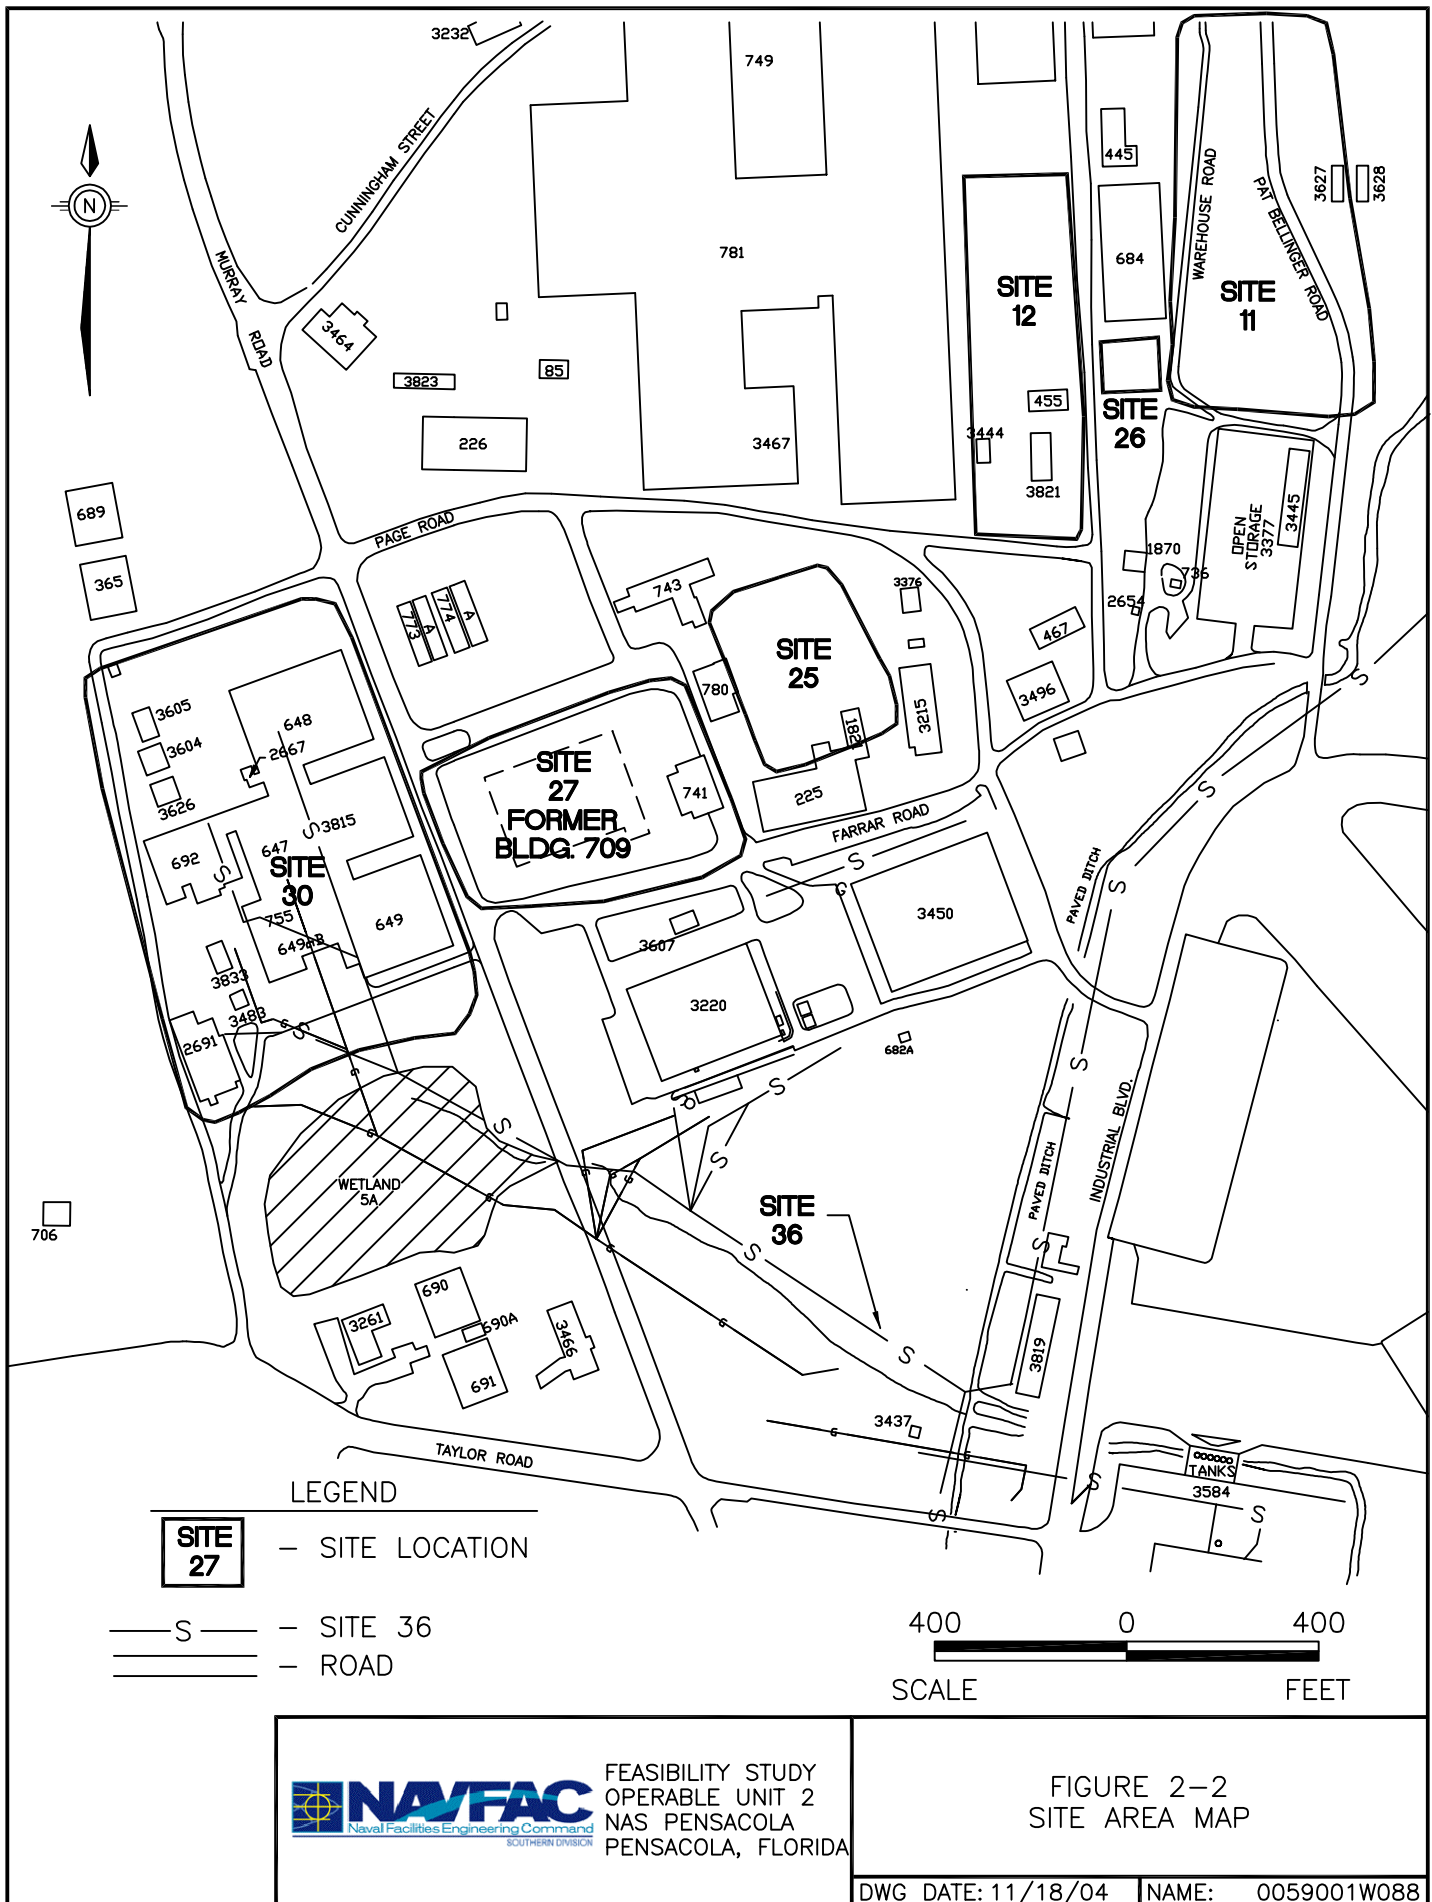 3232
749
CUNNINGHAM STREET
445
WAREHOUSE ROAD
PAT BELLINGER ROAD
3627
3628
N
MURRAY ROAD
781
684
SITE
12
SITE
11
3464
3823
85
455
SITE
26
226
3467
3444
3821
689
PAGE ROAD
OPEN
STORAGE
3377
3445
365
743
1870
736
3376
2654
773
A
774
A
467
SITE
25
780
3496
3605
648
3604
2667
3215
1821
3626
SITE
27
FORMER
BLDG. 709
741
225
S
S
S
3815
FARRAR ROAD
692
647
SITE
30
S
S
S
PAVED DITCH
G
755
649
649AB
3450
3607
3833
3220
3483
2691
G
S
682A
S
INDUSTRIAL BLVD.
G
S
S
G
S
PAVED DITCH
WETLAND
5A
G
G
S
S
SITE
36
706
G
S
S
690
3261
690A
3466
G
S
3819
691
3437
G
G
TAYLOR ROAD
S
TANKS
3584
S
S
LEGEND
SITE
27
- SITE LOCATION
S - SITE 36
- ROAD
400 0 400
SCALE FEET
NAVFAC
Naval Facilities Engineering Command
SOUTHERN DIVISION
FEASIBILITY STUDY
OPERABLE UNIT 2
NAS PENSACOLA
PENSACOLA, FLORIDA
FIGURE 2-2
SITE AREA MAP
DWG DATE: 11/18/04
NAME: 0059001W088